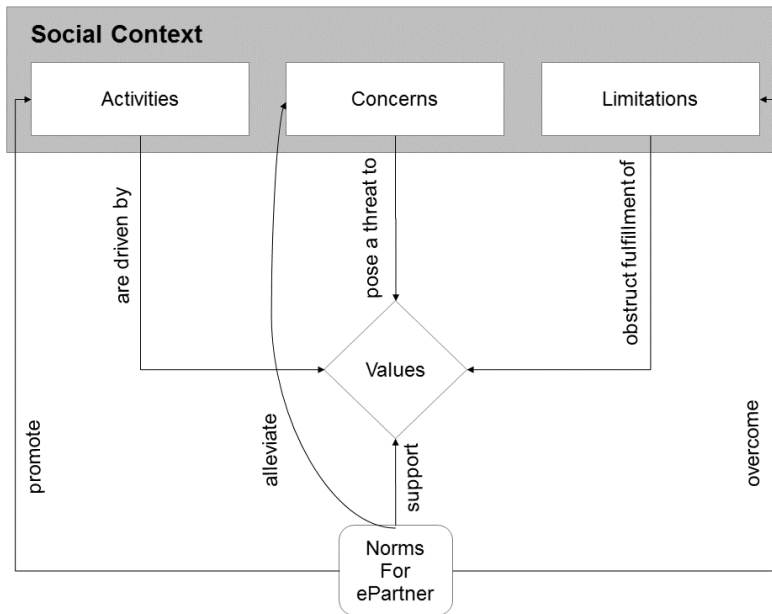 Social Context
Activities
Concerns
Limitations
are driven by
pose a threat to
obstruct fulfillment of
Values
promote
alleviate
support
overcome
Norms
For
ePartner